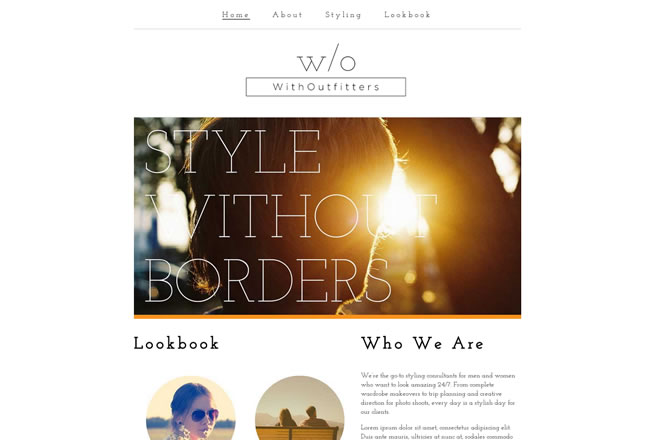 Home About Styling Lookbook
w/o
WithOutfitters
STYLE
WITHOUT
BORDERS
Lookbook
Who We Are
We're the go-to styling consultants for men and women
who want to look amazing 24/7. From complete
wardrobe makeovers to trip planning and creative
direction for photo shoots, every day is a stylish day for
our clients.
Lorem ipsum dolor sit amet, consectetur adipiscing elit.
Duis ante mauris, ultricies at nunc at, sodales commodo